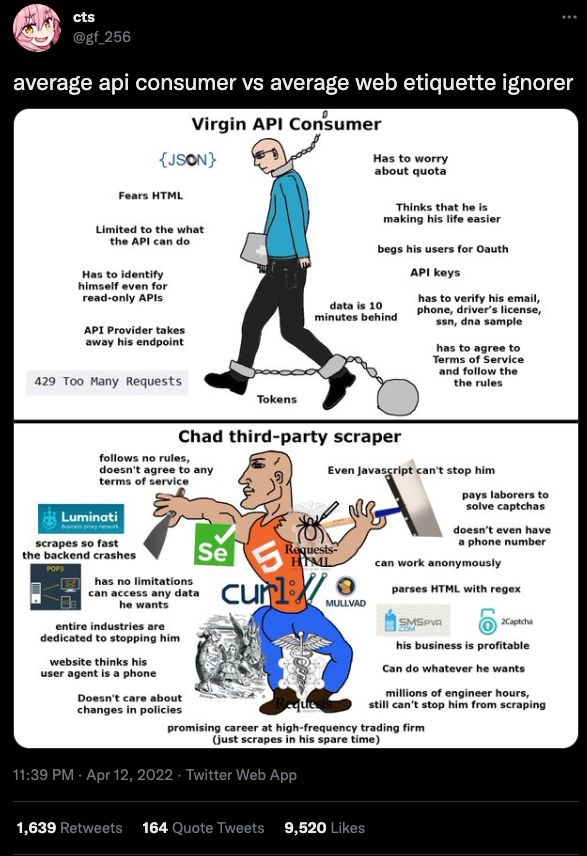 cts
@gf_256
average api consumer vs average web etiquette ignorer
Virgin API Consumer
{JSON}
Has to worry
about quota
Fears HTML
Thinks that he is
making his life easier
Limited to the what
the API can do
begs his users for Oauth
API keys
Has to identify
himself even for
read-only APIs
data is 10
minutes behind
has to verify his email,
phone, driver's license,
ssn, dna sample
API Provider takes
away his endpoint
has to agree to
Terms of Service
and follow the
the rules
429 Too Many Requests
Tokens
Chad third-party scraper
follows no rules,
doesn't agree to any
terms of service
Even Javascript can't stop him
pays laborers to
solve captchas
Luminati
Business proxy network
doesn't even have
a phone number
scrapes so fast
the backend crashes
Se
5
Requests-
HTML
can work anonymously
POP3
has no limitations
can access any data
he wants
curl://
MULLVAD
parses HTML with regex
SMSPVA
.COM
2Captcha
entire industries are
dedicated to stopping him
his business is profitable
website thinks his
user agent is a phone
Can do whatever he wants
Doesn't care about
changes in policies
Requests
millions of engineer hours,
still can't stop him from scraping
promising career at high-frequency trading firm
(just scrapes in his spare time)
11:39 PM · Apr 12, 2022 · Twitter Web App
1,639 Retweets 164 Quote Tweets 9,520 Likes